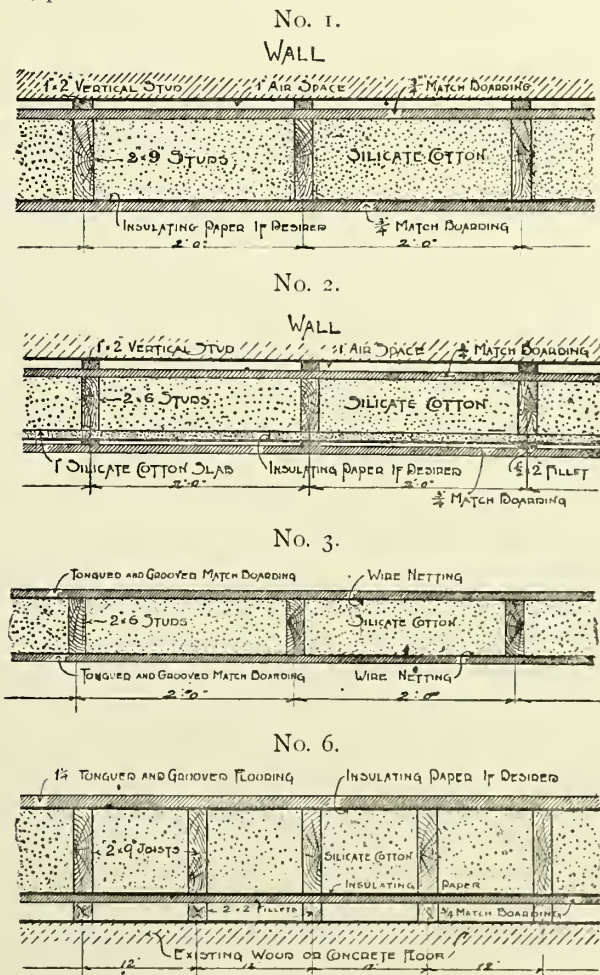 No. 1.
WALL
1"×2" VERTICAL STUD 1" AIR SPACE ¾" MATCH BOARDING
2"×9" STUDS SILICATE COTTON
INSULATING PAPER IF DESIRED ¾" MATCH BOARDING
2'0" 2'0"
No. 2.
WALL
1"×2" VERTICAL STUD 1" AIR SPACE ¾" MATCH BOARDING
2×6 STUDS SILICATE COTTON
1" SILICATE COTTON SLAB INSULATING PAPER IF DESIRED ½"×2" FILLET
2'0" 2'0"
¾" MATCH BOARDING
No. 3.
TONGUED AND GROOVED MATCH BOARDING WIRE NETTING
2×6 STUDS SILICATE COTTON
TONGUED AND GROOVED MATCH BOARDING WIRE NETTING
2'0" 2'0"
No. 6.
1¼ TONGUED AND GROOVED FLOORING INSULATING PAPER IF DESIRED
2×9 JOISTS SILICATE COTTON
INSULATING PAPER
2×2 FILLETS ¾ MATCH BOARDING
EXISTING WOOD OR CONCRETE FLOOR
12" 12"